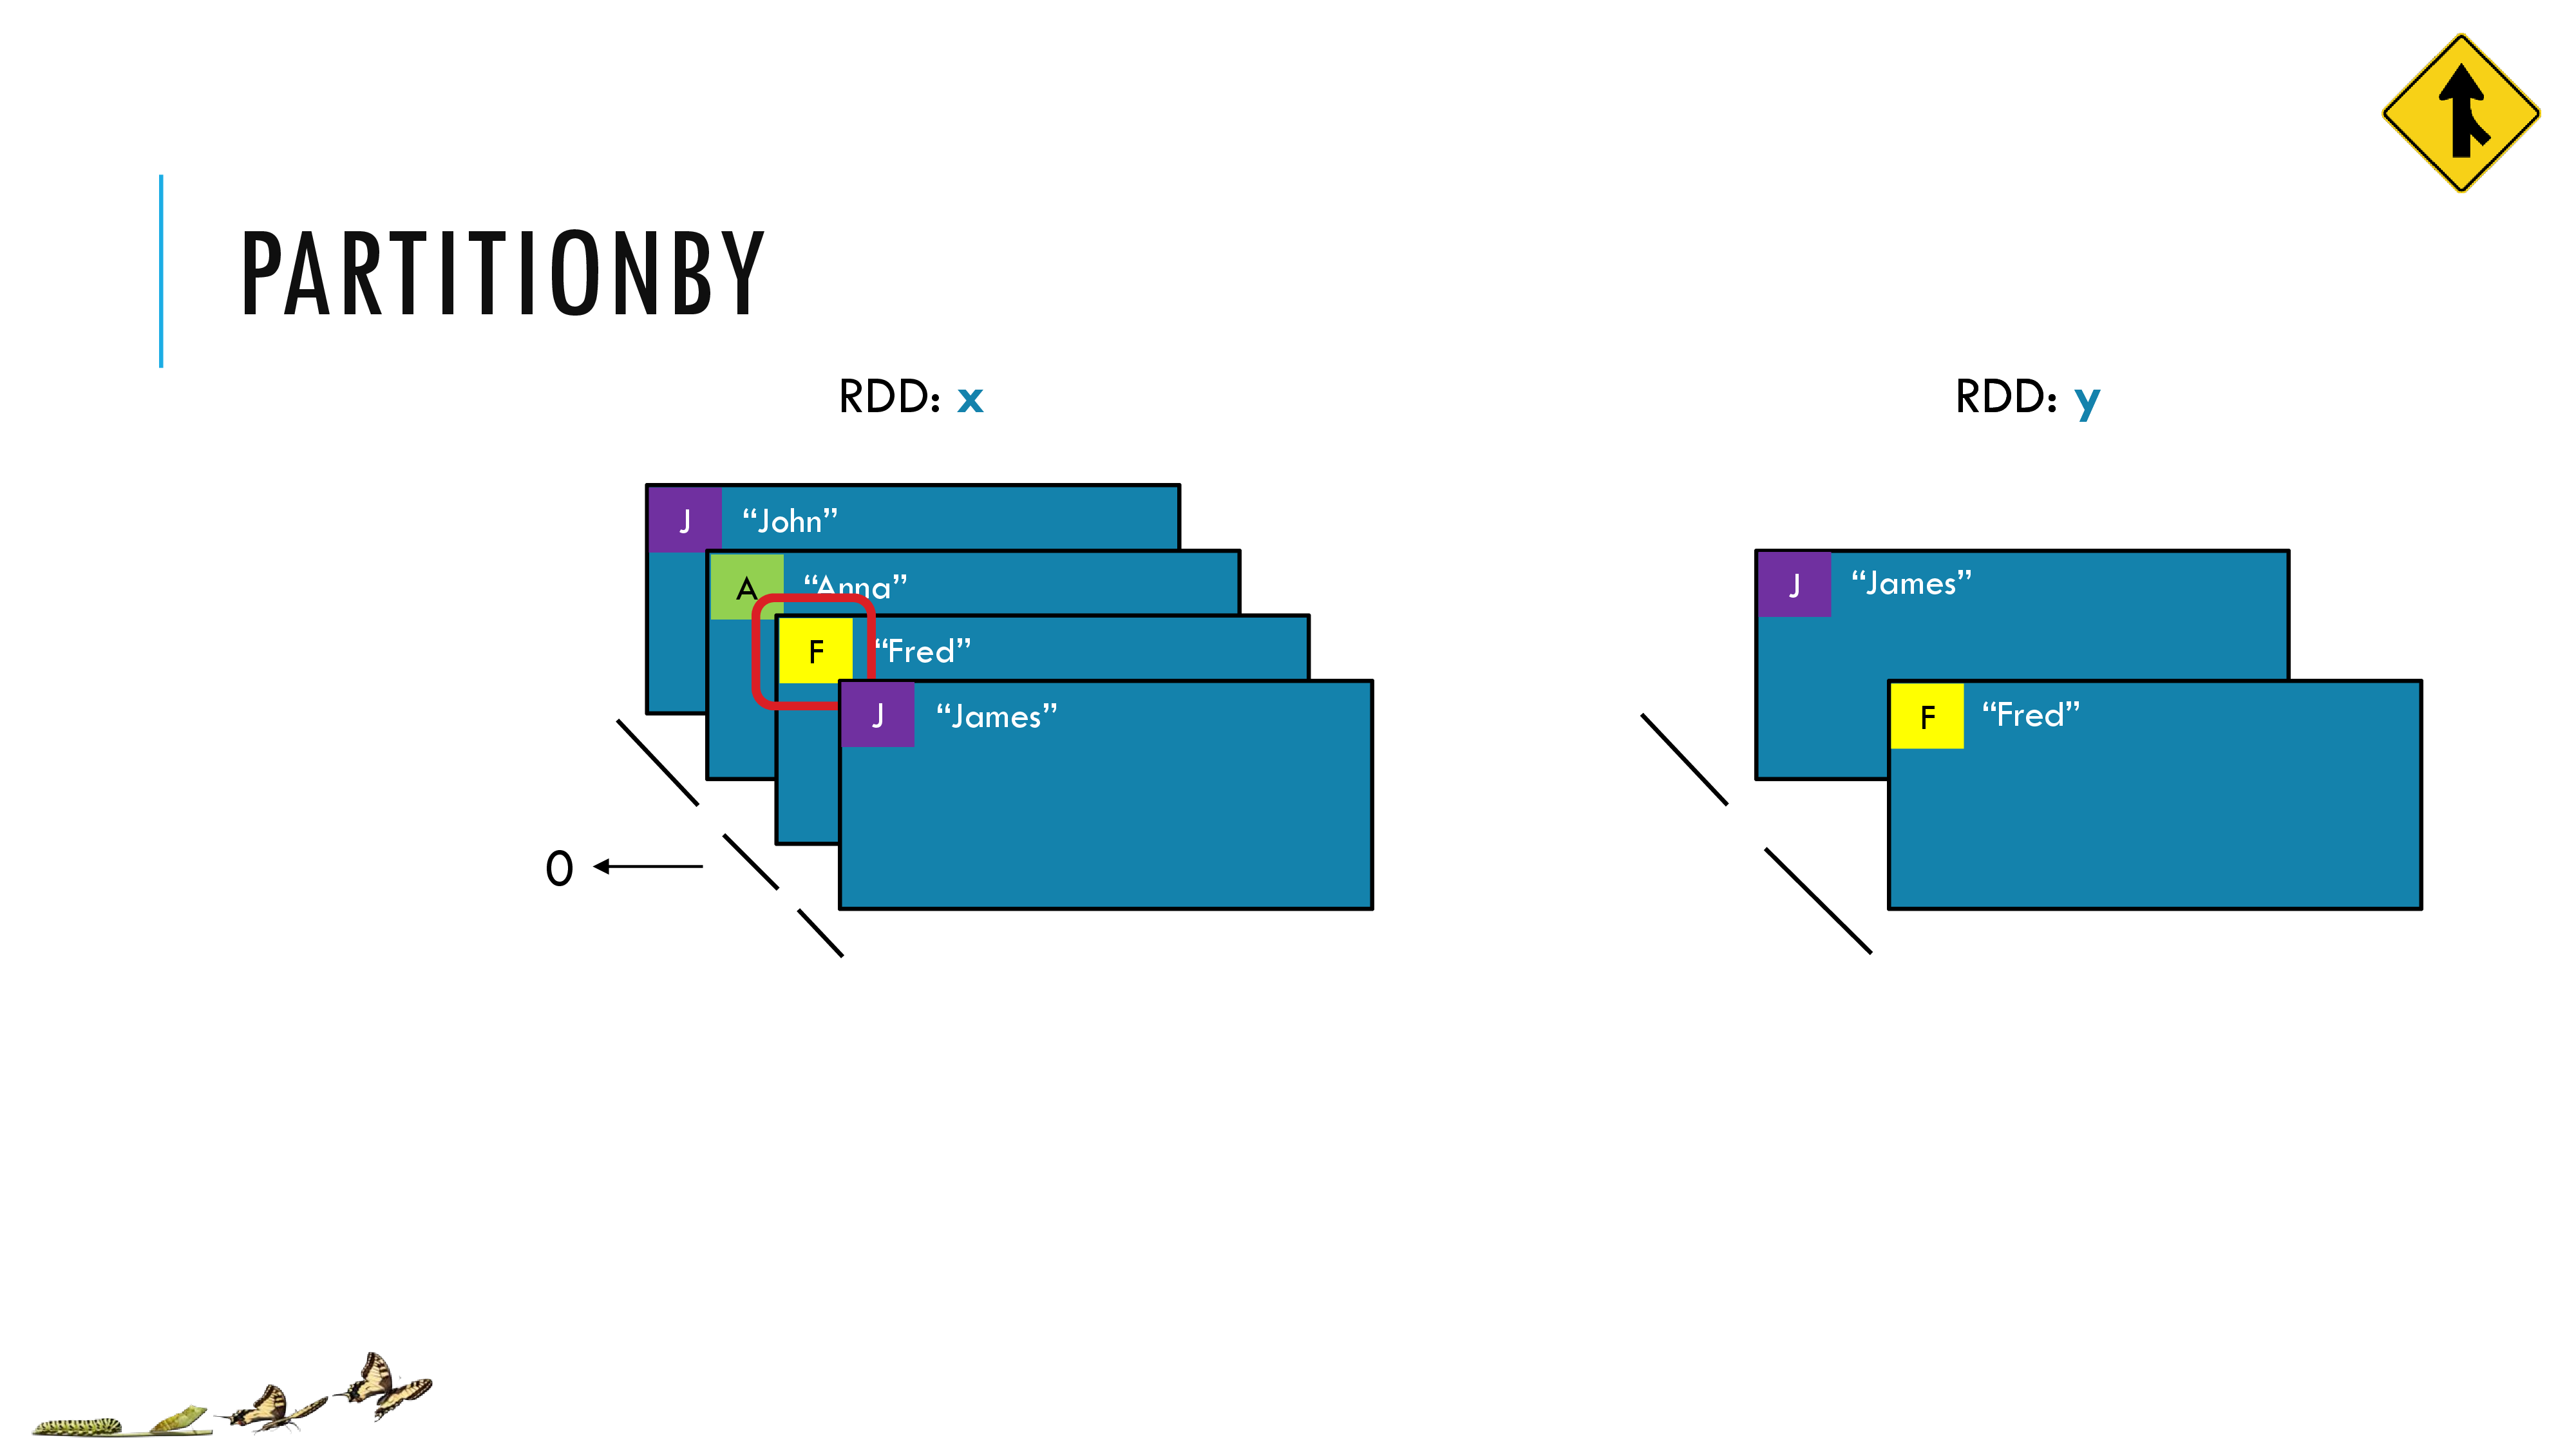 PARTITIONBY
RDD: x
RDD: y
J “John”
A “Anna”
F “Fred”
J “James”
0
J “James”
F “Fred”